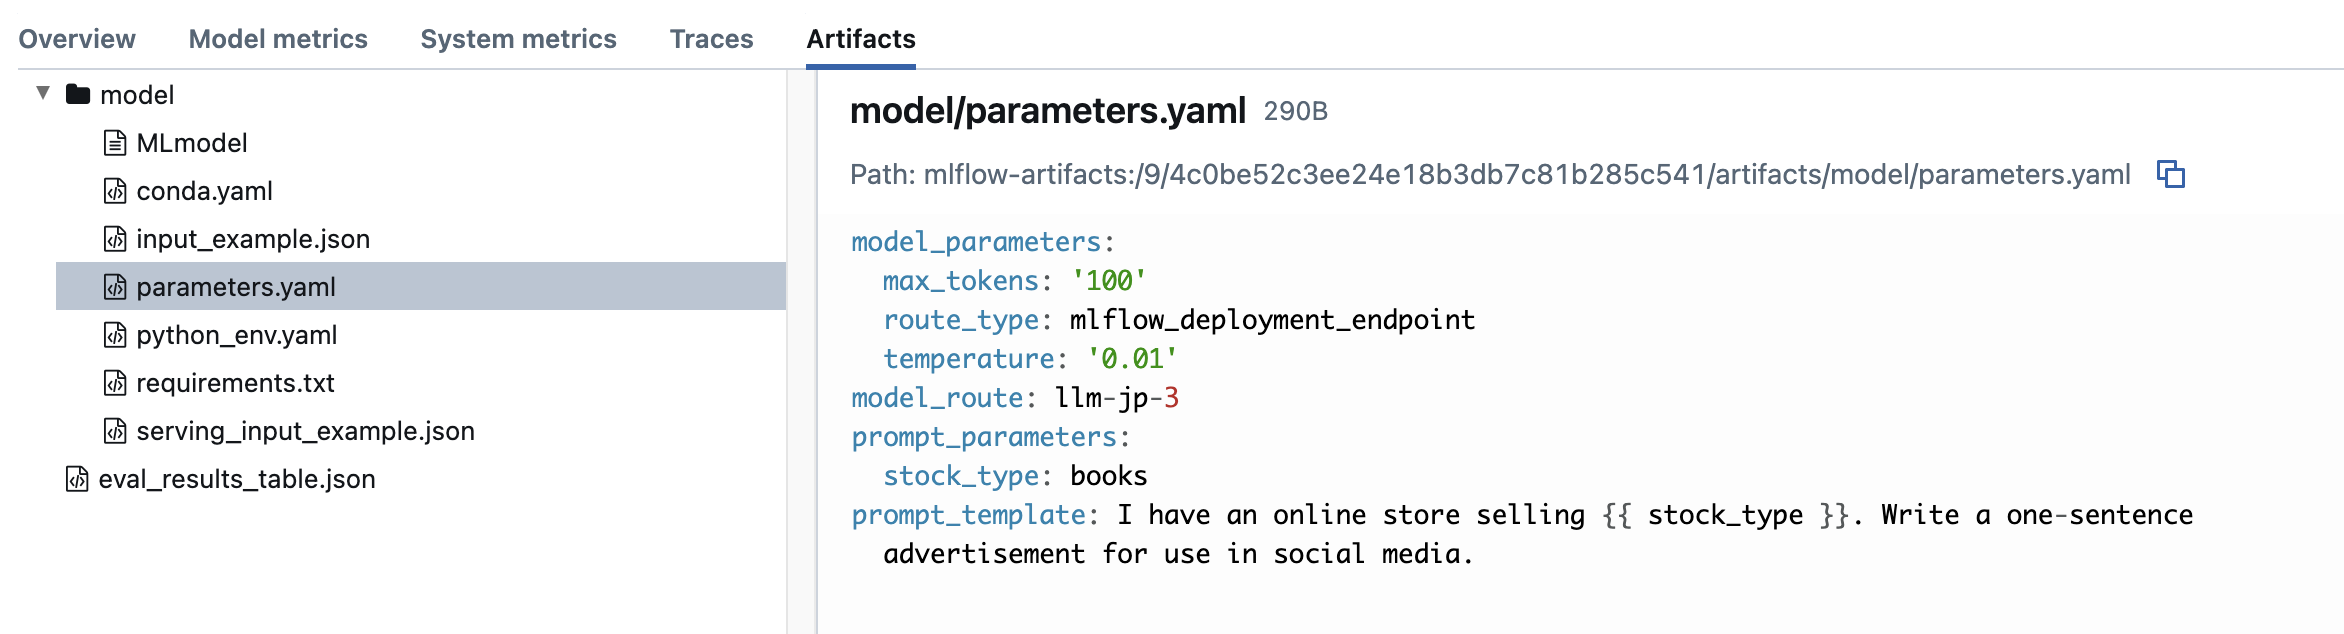 Overview Model metrics System metrics Traces Artifacts
model
MLmodel
conda.yaml
input_example.json
parameters.yaml
python_env.yaml
requirements.txt
serving_input_example.json
eval_results_table.json
model/parameters.yaml 290B
Path: mlflow-artifacts:/9/4c0be52c3ee24e18b3db7c81b285c541/artifacts/model/parameters.yaml
model_parameters:
  max_tokens: '100'
  route_type: mlflow_deployment_endpoint
  temperature: '0.01'
model_route: llm-jp-3
prompt_parameters:
  stock_type: books
prompt_template: I have an online store selling {{ stock_type }}. Write a one-sentence
  advertisement for use in social media.